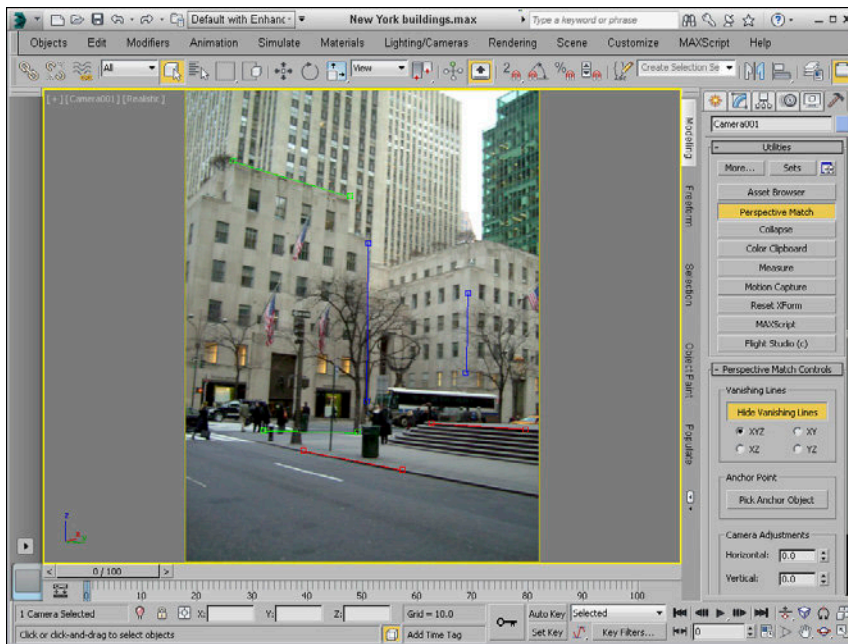 Default with Enhanc
New York buildings.max
Type a keyword or phrase
Objects Edit Modifiers Animation Simulate Materials Lighting/Cameras Rendering Scene Customize MAXScript Help
All
View
Create Selection Se
[+] [Camera001] [Realistic]
Modeling
Freeform
Selection
Object Paint
Populate
Camera001
- Utilities
More... Sets
Asset Browser
Perspective Match
Collapse
Color Clipboard
Measure
Motion Capture
Reset XForm
MAXScript
Flight Studio (c)
- Perspective Match Controls
Vanishing Lines
Hide Vanishing Lines
XYZ XY
XZ YZ
Anchor Point
Pick Anchor Object
Camera Adjustments
Horizontal: 0.0
Vertical: 0.0
z
x
< 0 / 100 >
0 10 20 30 40 50 60 70 80 90 100
1 Camera Selected X: Y: Z: Grid = 10.0 Auto Key Selected
Click or click-and-drag to select objects Add Time Tag Set Key Key Filters... 0